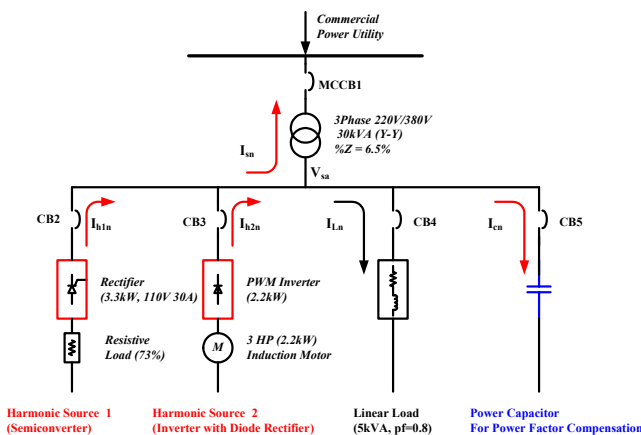 Commercial
Power Utility
MCCB1
3Phase 220V/380V
30kVA (Y-Y)
%Z = 6.5%
Isn
Vsa
CB2
Ih1n
CB3
Ih2n
ILn
CB4
Icn
CB5
Rectifier
(3.3kW, 110V 30A)
PWM Inverter
(2.2kW)
Resistive
Load (73%)
M
3 HP (2.2kW)
Induction Motor
Harmonic Source 1
(Semiconverter)
Harmonic Source 2
(Inverter with Diode Rectifier)
Linear Load
(5kVA, pf=0.8)
Power Capacitor
For Power Factor Compensation